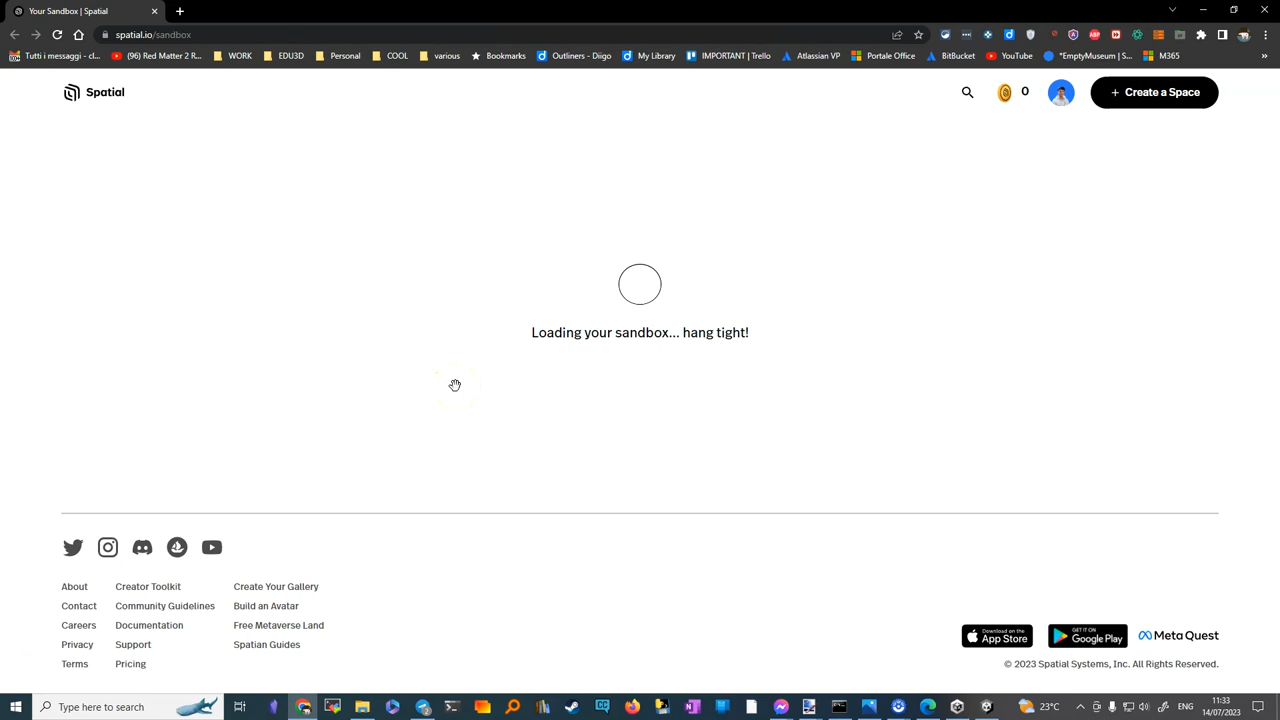 Your Sandbox | Spatial
spatial.io/sandbox
Tutti i messaggi - cl...
(96) Red Matter 2 R...
WORK
EDU3D
Personal
COOL
various
Bookmarks
Outliners - Diigo
My Library
IMPORTANT | Trello
Atlassian VP
Portale Office
BitBucket
YouTube
*EmptyMuseum | S...
M365
Spatial
0
+ Create a Space
Loading your sandbox... hang tight!
About
Creator Toolkit
Create Your Gallery
Contact
Community Guidelines
Build an Avatar
Careers
Documentation
Free Metaverse Land
Privacy
Support
Spatian Guides
Terms
Pricing
Download on the
App Store
GET IT ON
Google Play
Meta Quest
© 2023 Spatial Systems, Inc. All Rights Reserved.
Type here to search
23°C
ENG
11:33
14/07/2023